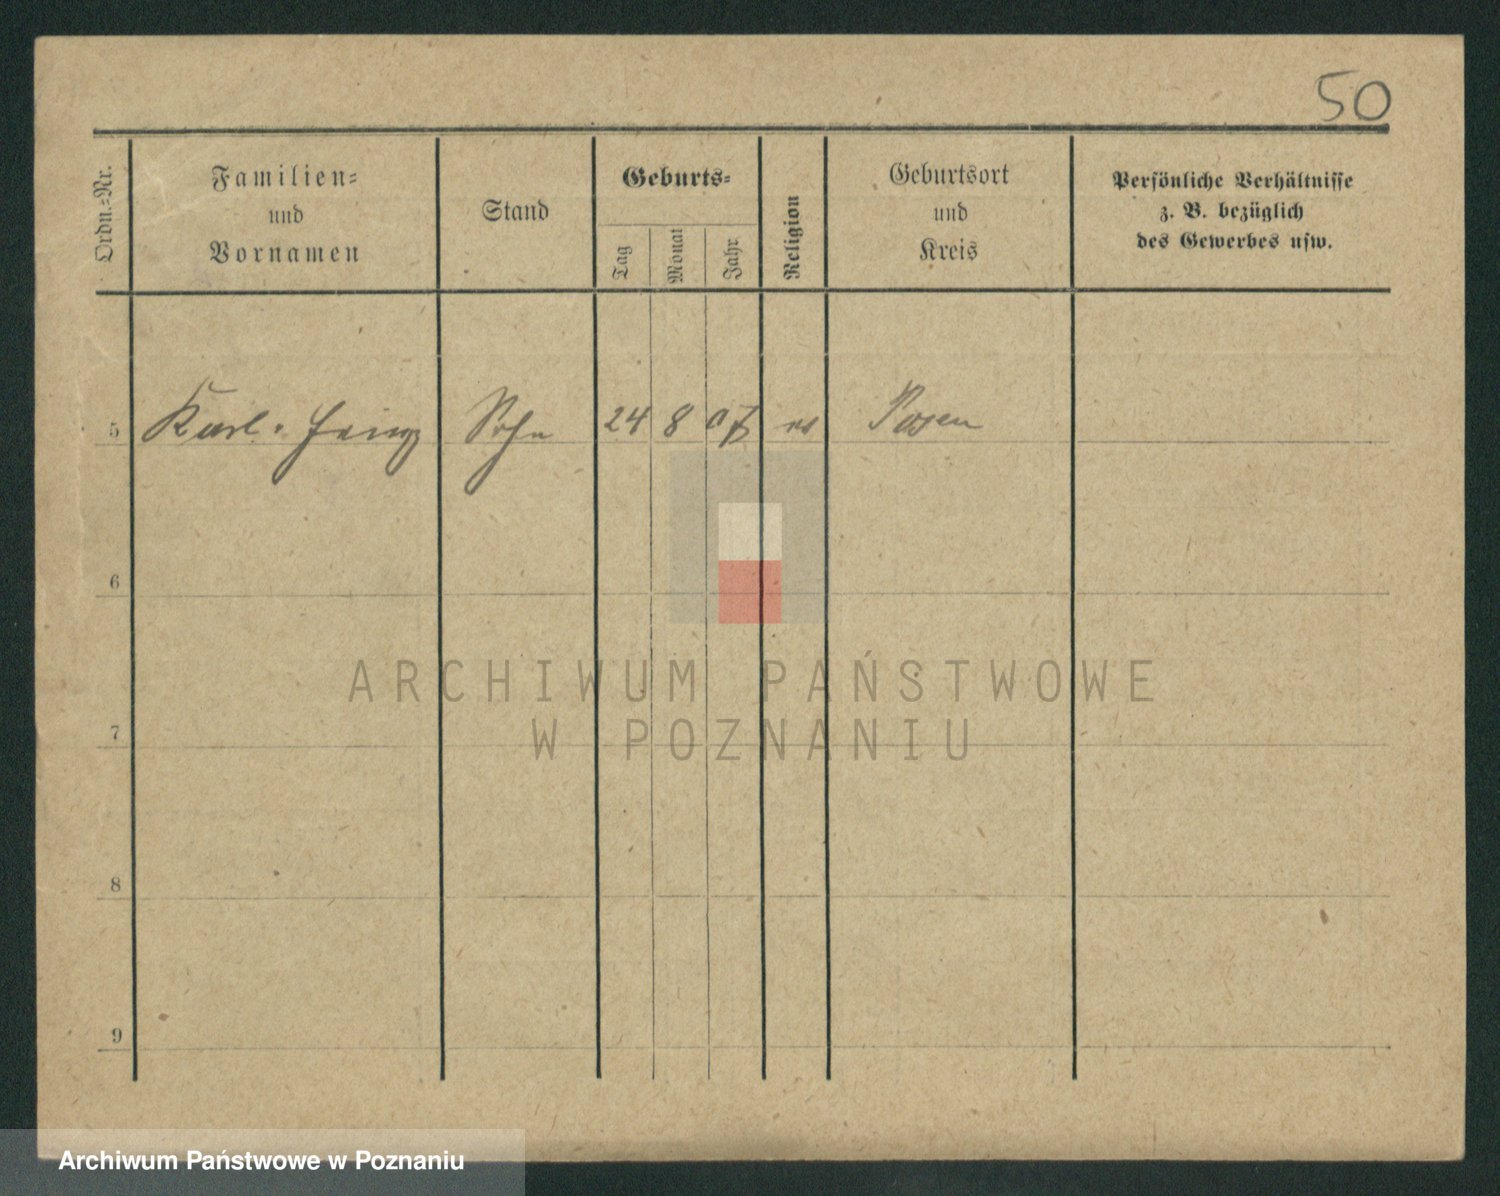 50
Ordn.-Nr.
Familien-
und
Vornamen
Stand
Geburts-
Tag
Monat
Jahr
Religion
Geburtsort
und
Kreis
Persönliche Verhältnisse
z. B. bezüglich
des Gewerbes usw.
5 Karl-Heinz Sohn 24 8 07 ev Posen
6
7
8
9
ARCHIWUM PAŃSTWOWE
W POZNANIU
Archiwum Państwowe w Poznaniu